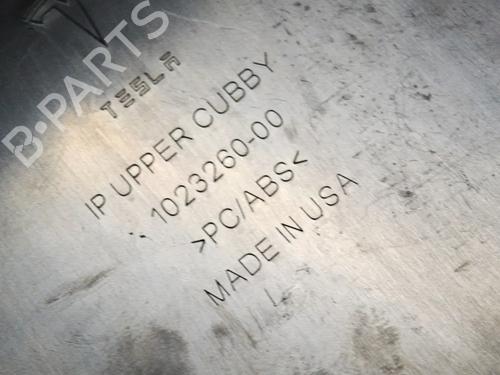 B-PARTS
TESLA
IP UPPER CUBBY
1023260-00
>PC/ABS<
MADE IN USA